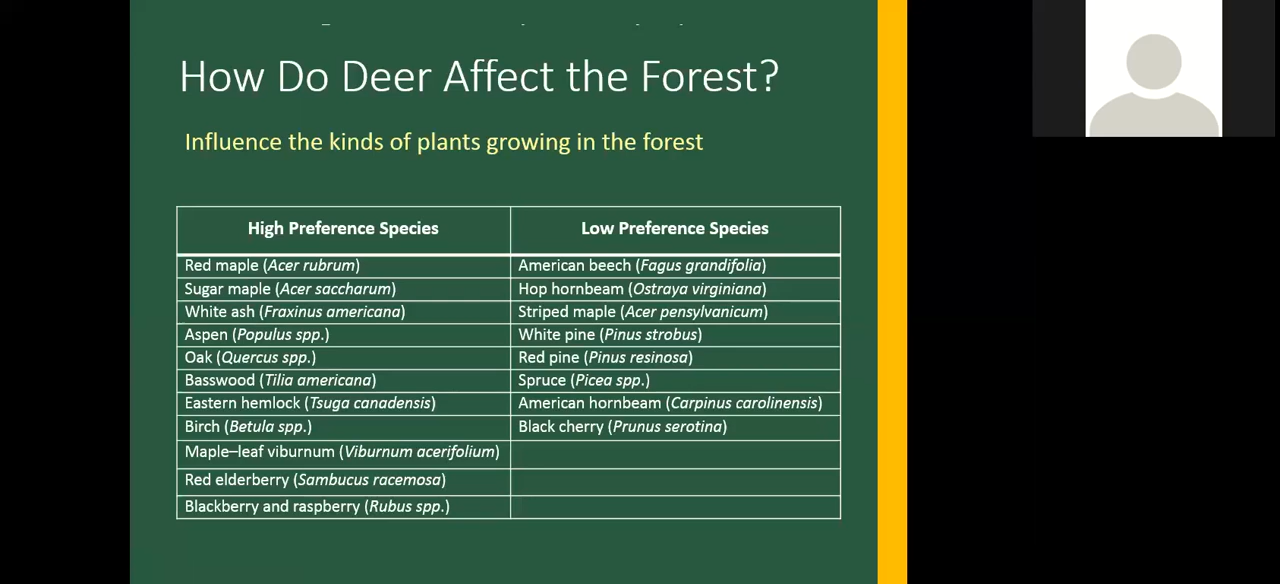 How Do Deer Affect the Forest?
Influence the kinds of plants growing in the forest
High Preference Species Low Preference Species
Red maple (Acer rubrum) American beech (Fagus grandifolia)
Sugar maple (Acer saccharum) Hop hornbeam (Ostraya virginiana)
White ash (Fraxinus americana) Striped maple (Acer pensylvanicum)
Aspen (Populus spp.) White pine (Pinus strobus)
Oak (Quercus spp.) Red pine (Pinus resinosa)
Basswood (Tilia americana) Spruce (Picea spp.)
Eastern hemlock (Tsuga canadensis) American hornbeam (Carpinus carolinensis)
Birch (Betula spp.) Black cherry (Prunus serotina)
Maple–leaf viburnum (Viburnum acerifolium)
Red elderberry (Sambucus racemosa)
Blackberry and raspberry (Rubus spp.)